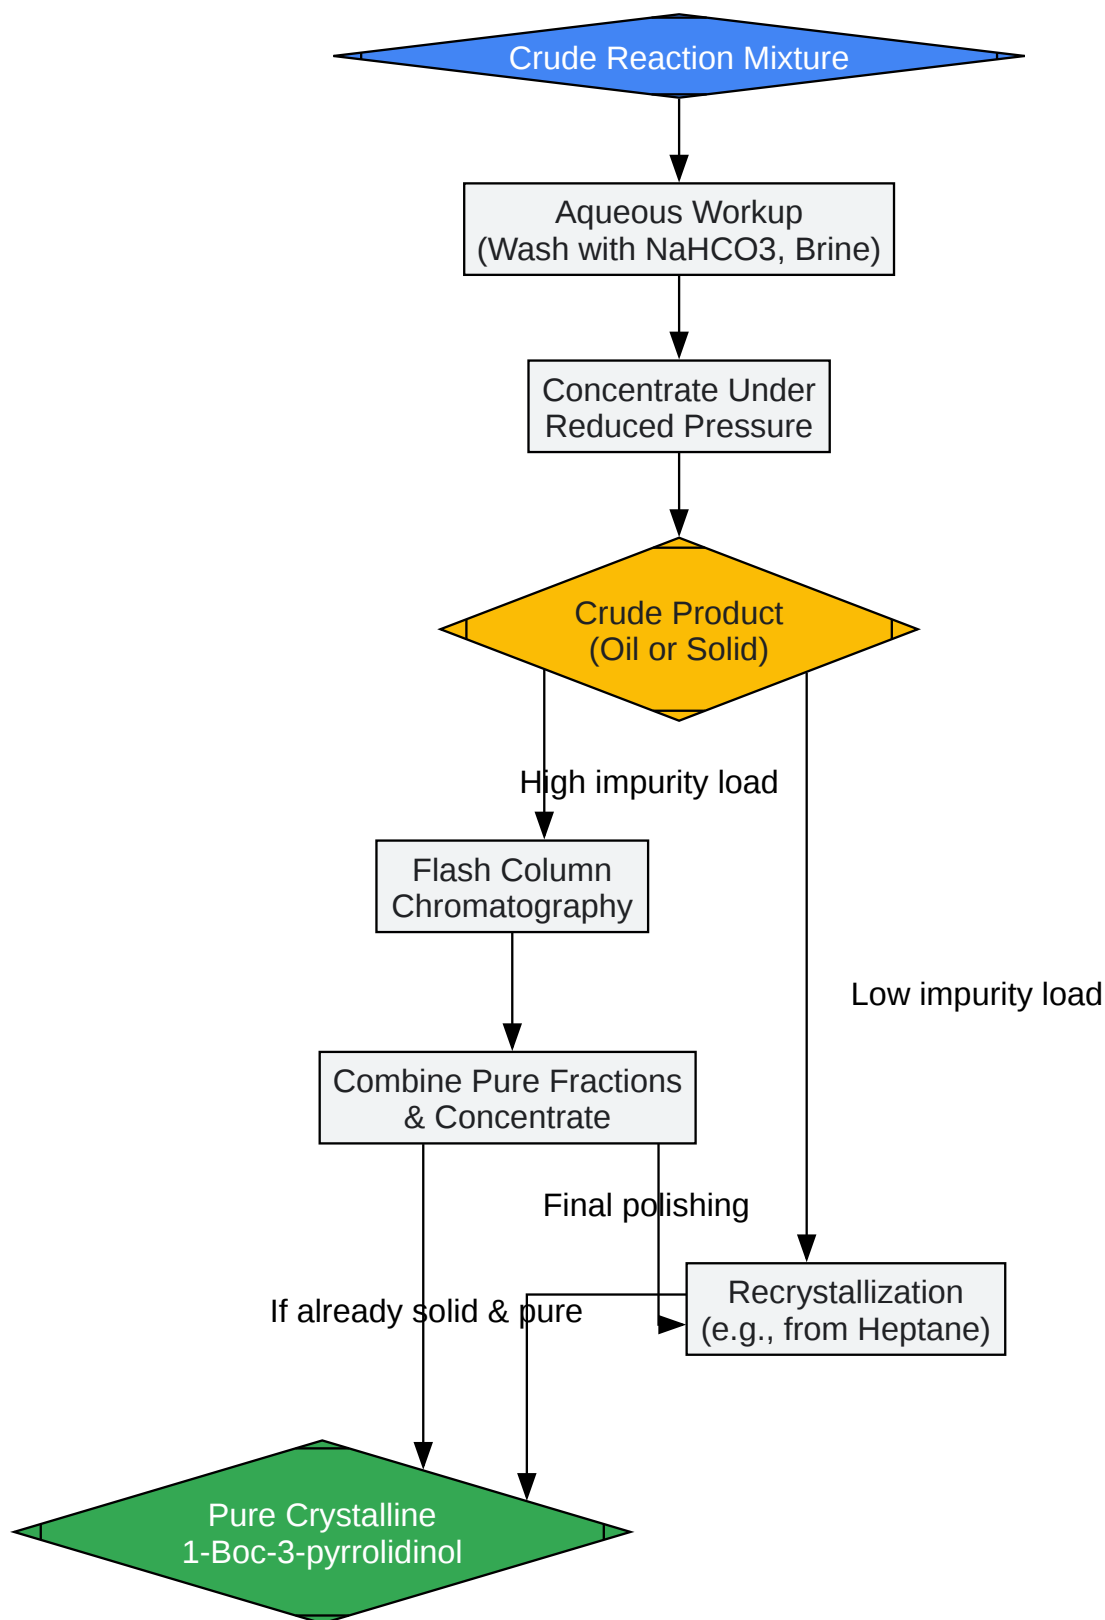 Crude Reaction Mixture
Aqueous Workup
(Wash with NaHCO3, Brine)
Concentrate Under
Reduced Pressure
Crude Product
(Oil or Solid)
High impurity load
Flash Column
Chromatography
Low impurity load
Combine Pure Fractions
& Concentrate
Final polishing
Recrystallization
(e.g., from Heptane)
If already solid & pure
Pure Crystalline
1-Boc-3-pyrrolidinol